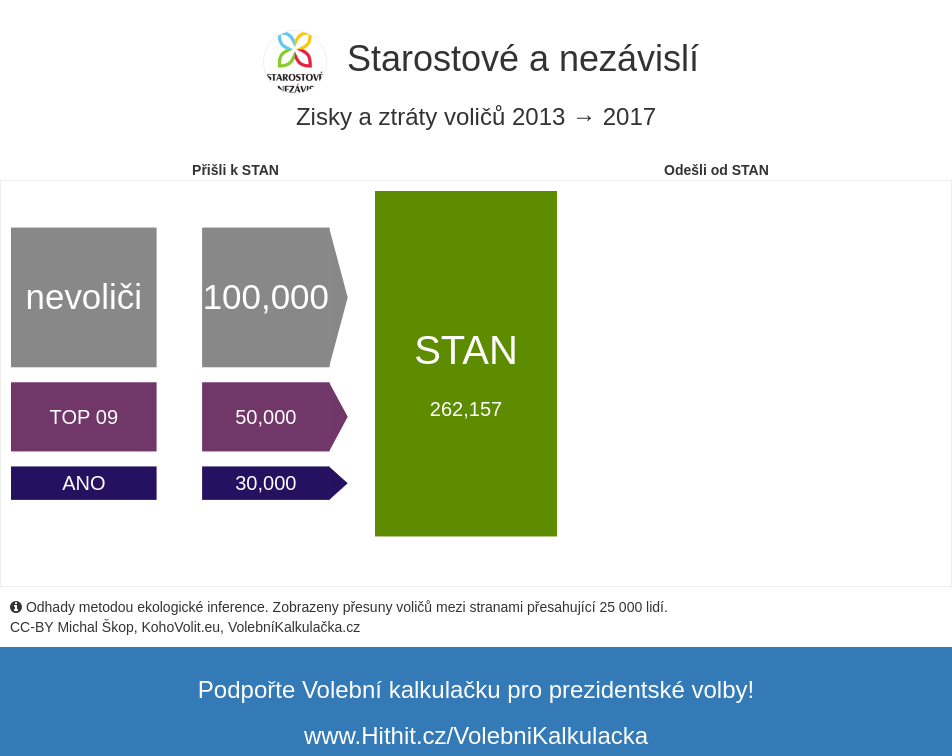 STAROSTOVÉ
Starostové a nezávislí
Zisky a ztráty voličů 2013 → 2017
Přišli k STAN
Odešli od STAN
nevoliči
100,000
TOP 09
50,000
ANO
30,000
STAN
262,157
Odhady metodou ekologické inference. Zobrazeny přesuny voličů mezi stranami přesahující 25 000 lidí.
CC-BY Michal Škop, KohoVolit.eu, VolebníKalkulačka.cz
Podpořte Volební kalkulačku pro prezidentské volby!
www.Hithit.cz/VolebniKalkulacka